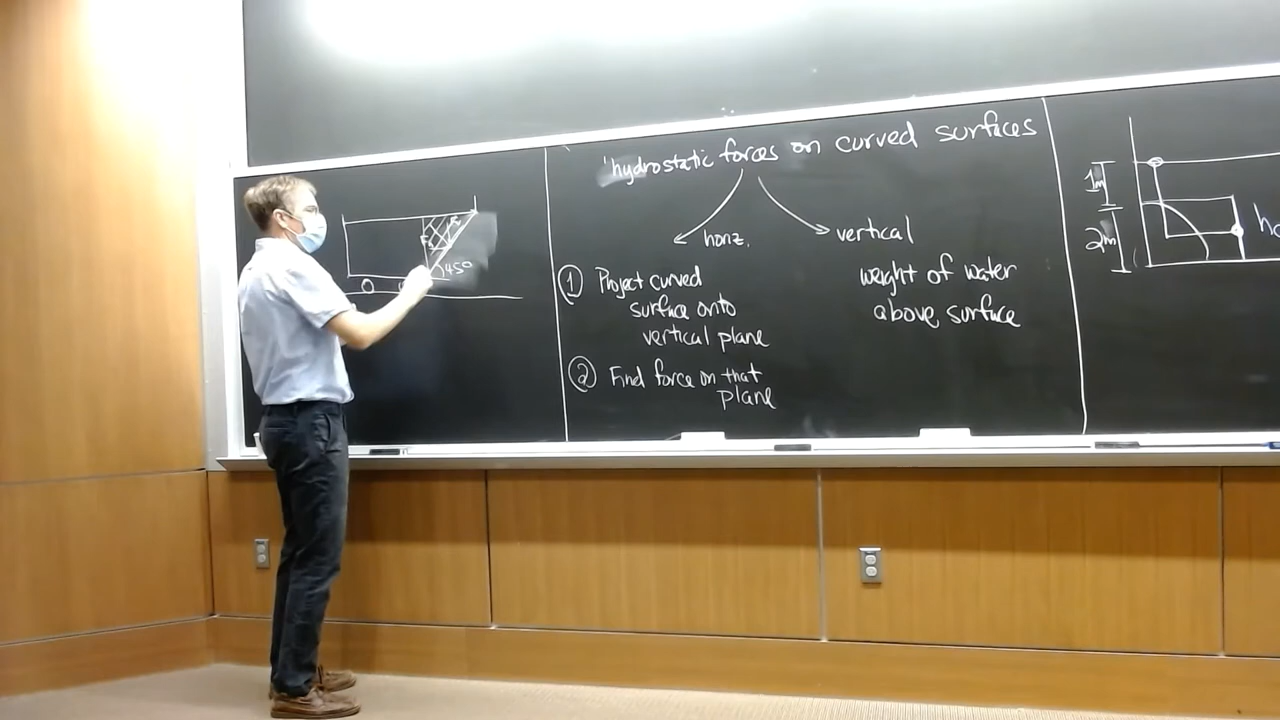 45°
hydrostatic forces on curved surfaces
horiz.
vertical
① Project curved
surface onto
vertical plane
② Find force on that
plane
weight of water
above surface
1m
2m